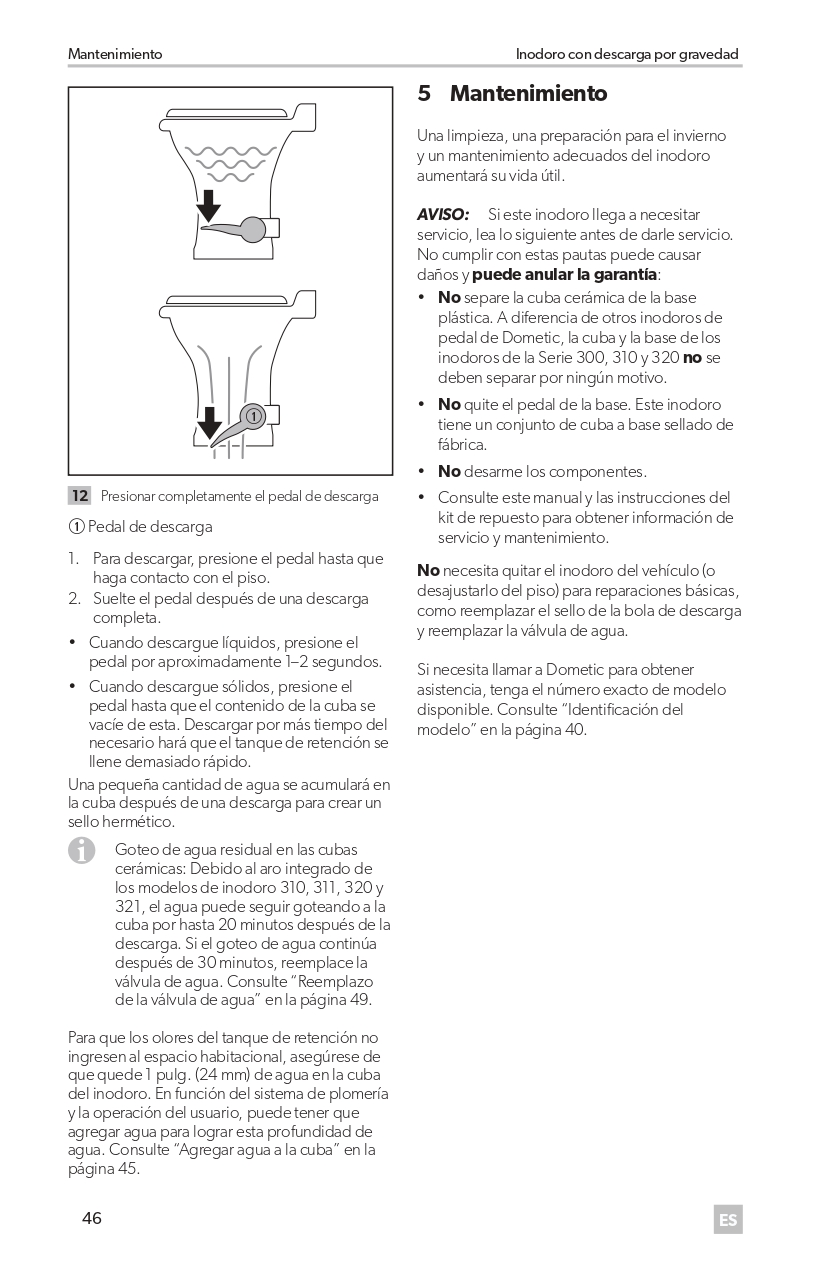 Mantenimiento
Inodoro con descarga por gravedad
1
12 Presionar completamente el pedal de descarga
① Pedal de descarga
1. Para descargar, presione el pedal hasta que
haga contacto con el piso.
2. Suelte el pedal después de una descarga
completa.
• Cuando descargue líquidos, presione el
pedal por aproximadamente 1–2 segundos.
• Cuando descargue sólidos, presione el
pedal hasta que el contenido de la cuba se
vacíe de esta. Descargar por más tiempo del
necesario hará que el tanque de retención se
llene demasiado rápido.
Una pequeña cantidad de agua se acumulará en
la cuba después de una descarga para crear un
sello hermético.
Goteo de agua residual en las cubas
cerámicas: Debido al aro integrado de
los modelos de inodoro 310, 311, 320 y
321, el agua puede seguir goteando a la
cuba por hasta 20 minutos después de la
descarga. Si el goteo de agua continúa
después de 30 minutos, reemplace la
válvula de agua. Consulte “Reemplazo
de la válvula de agua” en la página 49.
Para que los olores del tanque de retención no
ingresen al espacio habitacional, asegúrese de
que quede 1 pulg. (24 mm) de agua en la cuba
del inodoro. En función del sistema de plomería
y la operación del usuario, puede tener que
agregar agua para lograr esta profundidad de
agua. Consulte “Agregar agua a la cuba” en la
página 45.
5 Mantenimiento
Una limpieza, una preparación para el invierno
y un mantenimiento adecuados del inodoro
aumentará su vida útil.
AVISO: Si este inodoro llega a necesitar
servicio, lea lo siguiente antes de darle servicio.
No cumplir con estas pautas puede causar
daños y puede anular la garantía:
• No separe la cuba cerámica de la base
plástica. A diferencia de otros inodoros de
pedal de Dometic, la cuba y la base de los
inodoros de la Serie 300, 310 y 320 no se
deben separar por ningún motivo.
• No quite el pedal de la base. Este inodoro
tiene un conjunto de cuba a base sellado de
fábrica.
• No desarme los componentes.
• Consulte este manual y las instrucciones del
kit de repuesto para obtener información de
servicio y mantenimiento.
No necesita quitar el inodoro del vehículo (o
desajustarlo del piso) para reparaciones básicas,
como reemplazar el sello de la bola de descarga
y reemplazar la válvula de agua.
Si necesita llamar a Dometic para obtener
asistencia, tenga el número exacto de modelo
disponible. Consulte “Identificación del
modelo” en la página 40.
46
ES